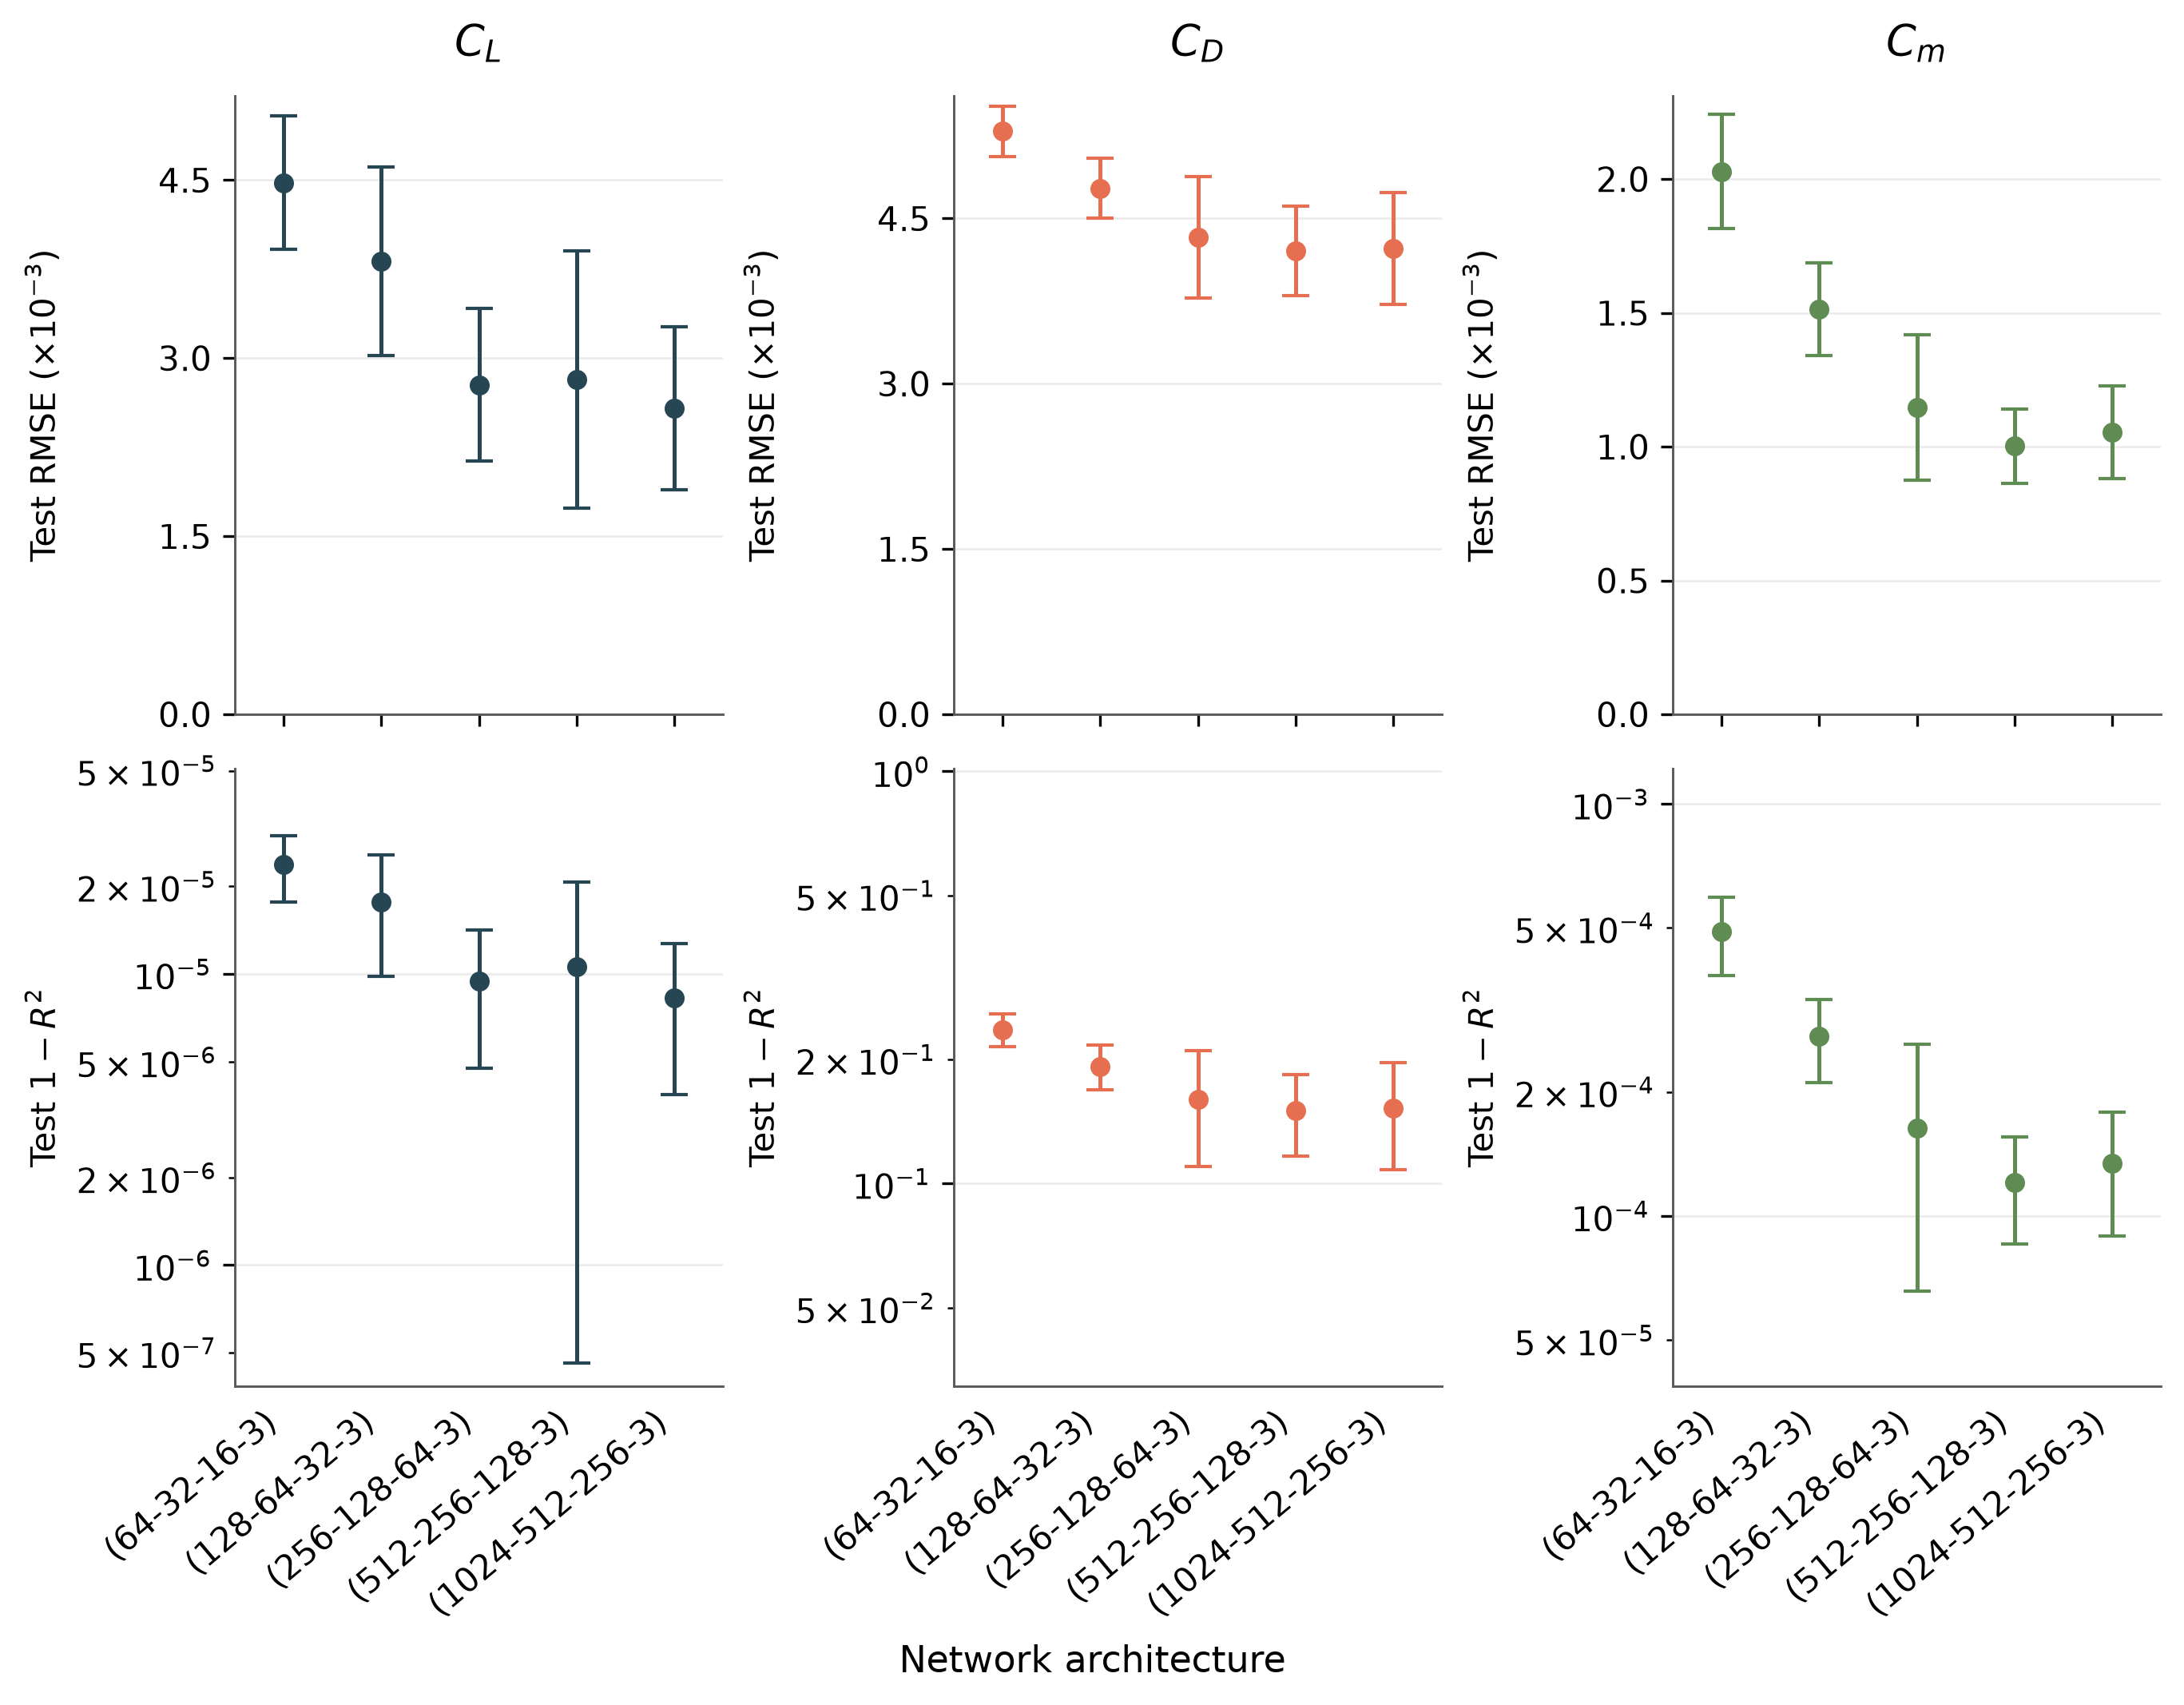 C_L
C_D
C_m
Test RMSE (×10⁻³)
4.5
3.0
1.5
0.0
Test RMSE (×10⁻³)
4.5
3.0
1.5
0.0
Test RMSE (×10⁻³)
2.0
1.5
1.0
0.5
0.0
Test 1 − R²
5 × 10⁻⁵
2 × 10⁻⁵
10⁻⁵
5 × 10⁻⁶
2 × 10⁻⁶
10⁻⁶
5 × 10⁻⁷
Test 1 − R²
10⁰
5 × 10⁻¹
2 × 10⁻¹
10⁻¹
5 × 10⁻²
Test 1 − R²
10⁻³
5 × 10⁻⁴
2 × 10⁻⁴
10⁻⁴
5 × 10⁻⁵
(64-32-16-3)
(128-64-32-3)
(256-128-64-3)
(512-256-128-3)
(1024-512-256-3)
(64-32-16-3)
(128-64-32-3)
(256-128-64-3)
(512-256-128-3)
(1024-512-256-3)
(64-32-16-3)
(128-64-32-3)
(256-128-64-3)
(512-256-128-3)
(1024-512-256-3)
Network architecture